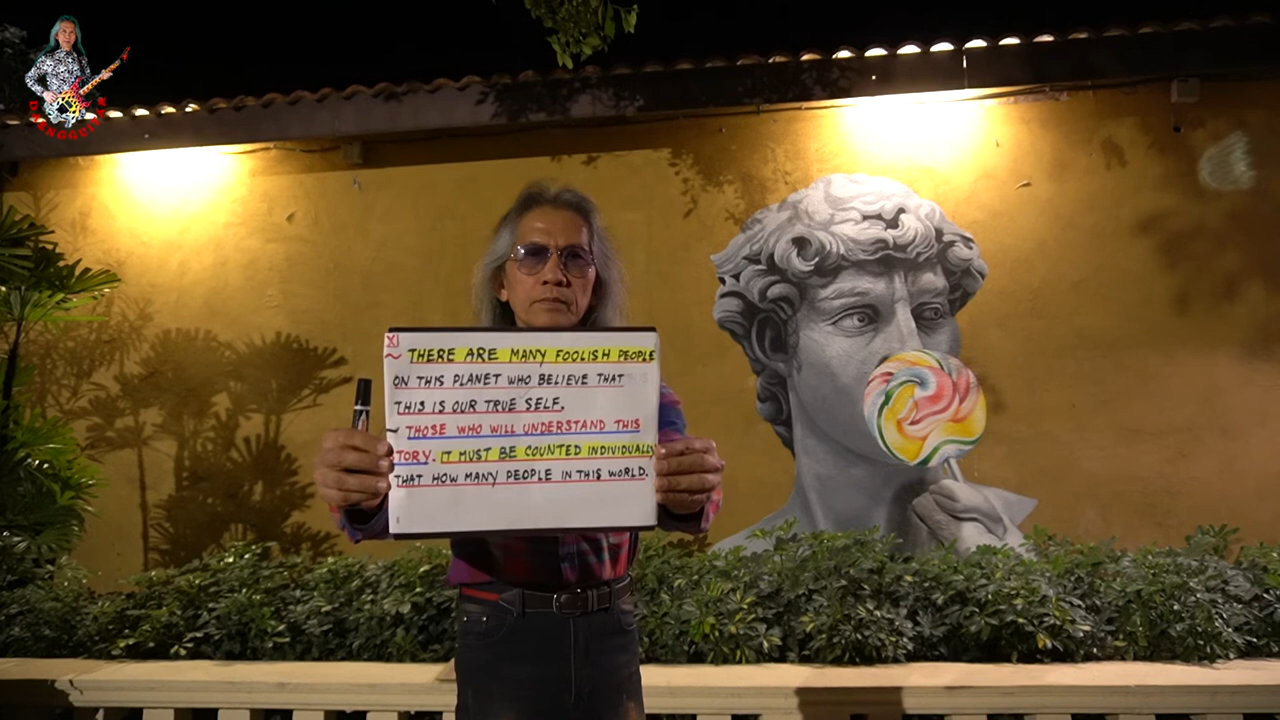 DAENGGUITAR
XI
~ THERE ARE MANY FOOLISH PEOPLE
ON THIS PLANET WHO BELIEVE THAT
THIS IS OUR TRUE SELF.
~ THOSE WHO WILL UNDERSTAND THIS
STORY. IT MUST BE COUNTED INDIVIDUALLY
THAT HOW MANY PEOPLE IN THIS WORLD.